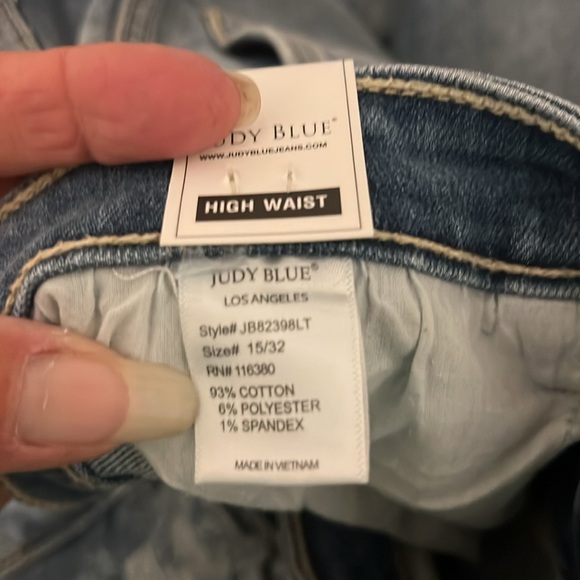 UDY BLUE®
WWW.JUDYBLUEJEANS.COM
HIGH WAIST
JUDY BLUE®
LOS ANGELES
Style# JB82398LT
Size# 15/32
RN# 116380
93% COTTON
6% POLYESTER
1% SPANDEX
MADE IN VIETNAM